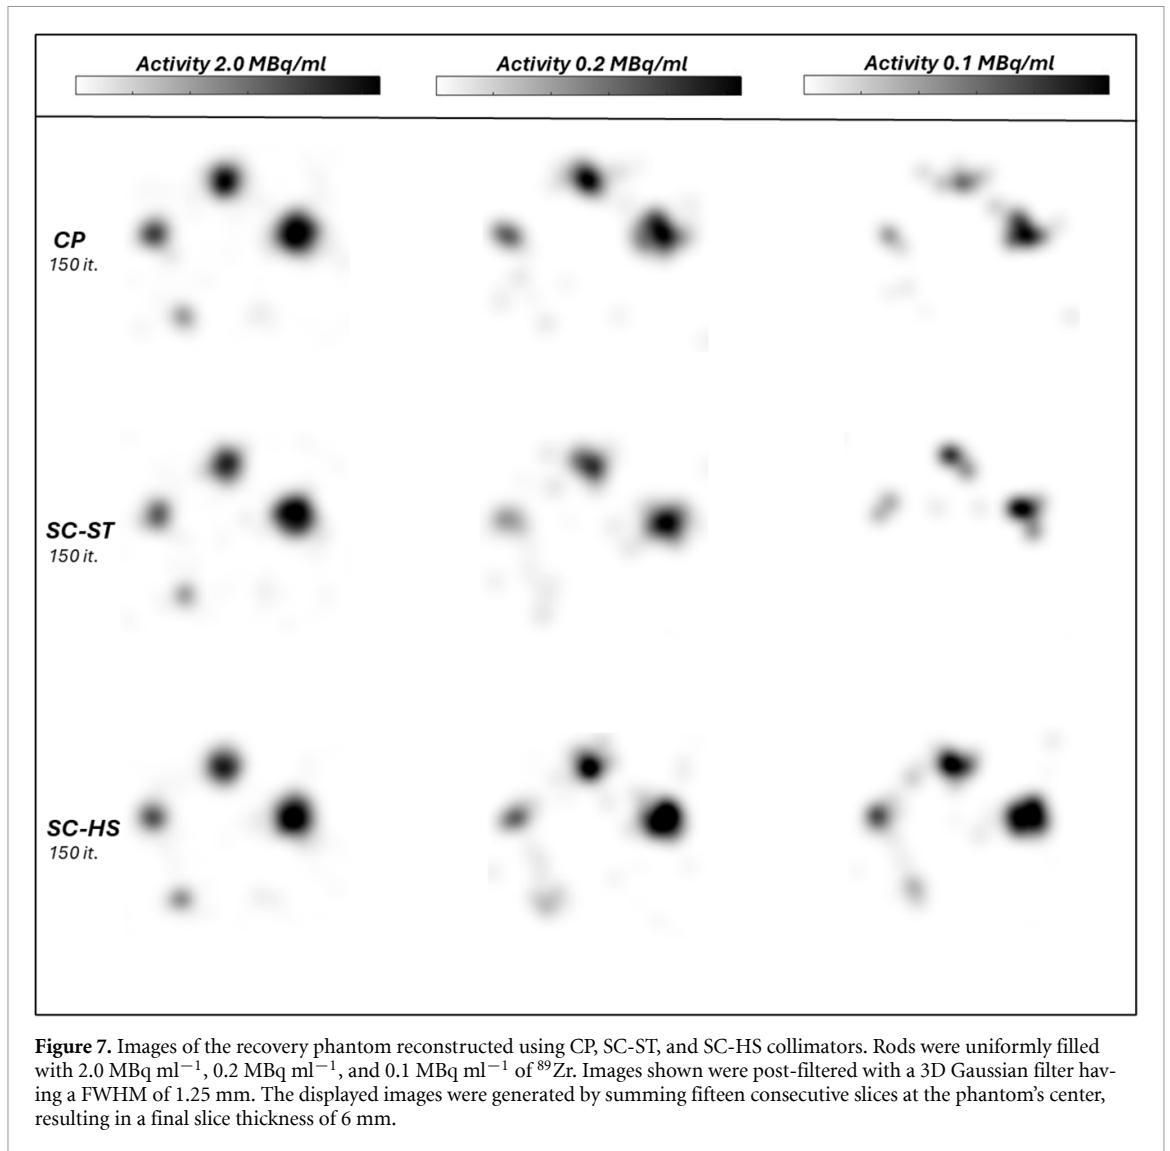 Activity 2.0 MBq/ml Activity 0.2 MBq/ml Activity 0.1 MBq/ml
CP
150 it.
SC-ST
150 it.
SC-HS
150 it.
Figure 7. Images of the recovery phantom reconstructed using CP, SC-ST, and SC-HS collimators. Rods were uniformly filled
with 2.0 MBq ml−1, 0.2 MBq ml−1, and 0.1 MBq ml−1 of 89Zr. Images shown were post-filtered with a 3D Gaussian filter hav-
ing a FWHM of 1.25 mm. The displayed images were generated by summing fifteen consecutive slices at the phantom’s center,
resulting in a final slice thickness of 6 mm.